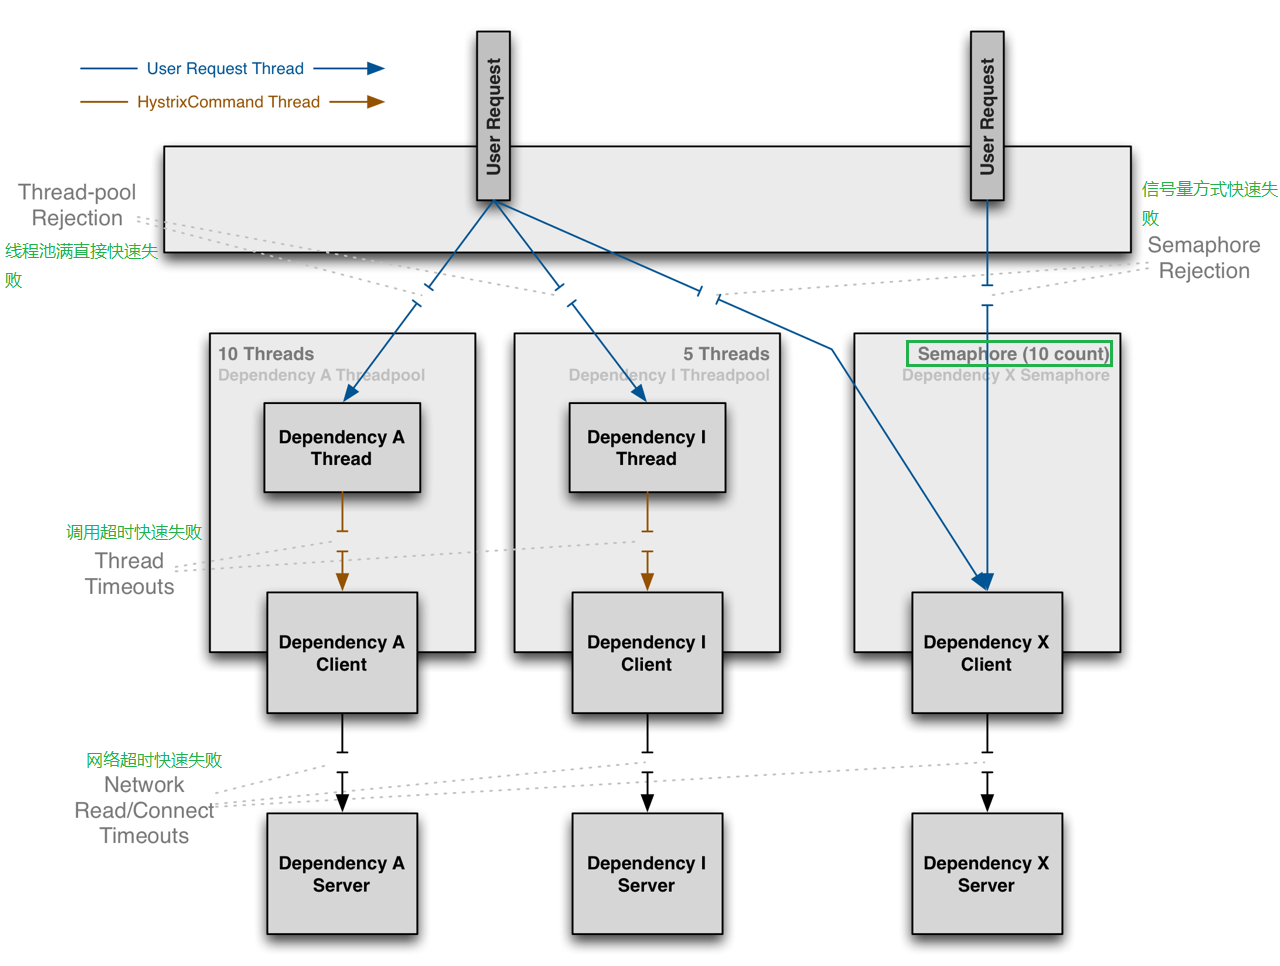 User Request Thread
HystrixCommand Thread
User Request
User Request
Thread-pool
Rejection
线程池满直接快速失
败
信号量方式快速失
败
Semaphore
Rejection
10 Threads
Dependency A Threadpool
5 Threads
Dependency I Threadpool
Semaphore (10 count)
Dependency X Semaphore
Dependency A
Thread
Dependency I
Thread
调用超时快速失败
Thread
Timeouts
Dependency A
Client
Dependency I
Client
Dependency X
Client
网络超时快速失败
Network
Read/Connect
Timeouts
Dependency A
Server
Dependency I
Server
Dependency X
Server